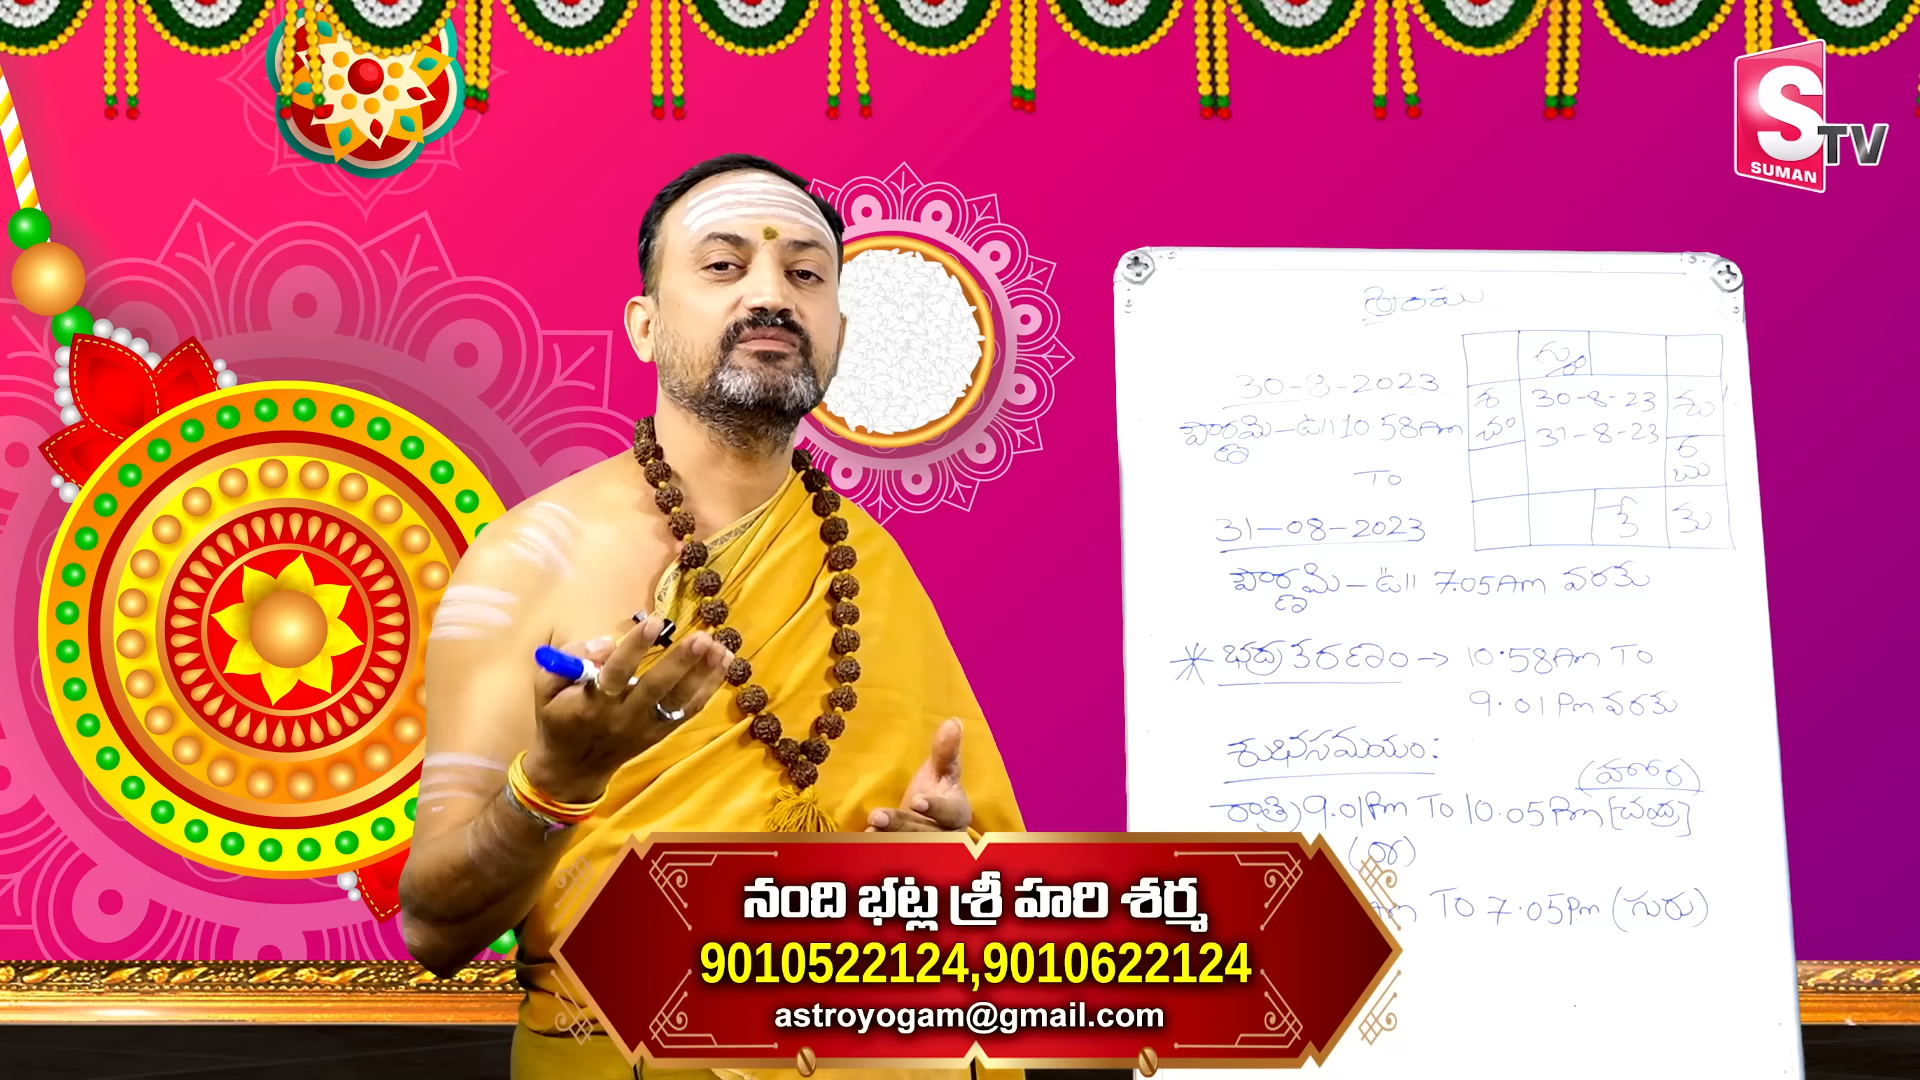 S TV
SUMAN
శ్రీరామ
30-8-2023
పౌర్ణమి-ఉ॥10.58Am
To
31-08-2023
పౌర్ణమి-ఉ॥ 7.05Am వరకు
గు
శ 30-8-23 శు
చం 31-8-23
ర
బు
కే కు
* భద్ర కరణం→ 10.58Am To
9.01Pm వరకు
శుభసమయం:
(హోర)
రాత్రి 9.01Pm To 10.05Pm [చంద్ర]
(లేదా)
Am To 7.05Pm (గురు)
నంది భట్ల శ్రీ హరి శర్మ
9010522124,9010622124
astroyogam@gmail.com